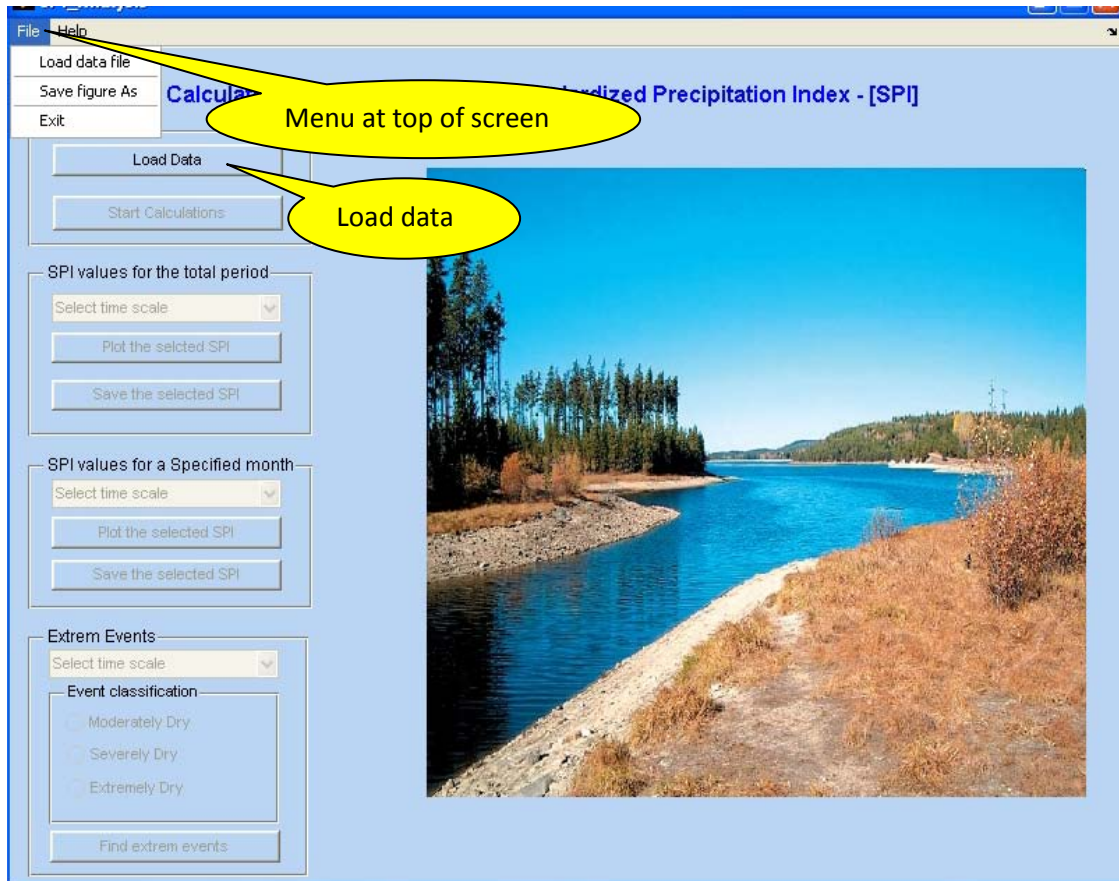 File Help
Load data file
Save figure As
Exit
Precipitation Index - [SPI]
Menu at top of screen
Load Data
Load data
Start Calculations
SPI values for the total period
Select time scale
Plot the selcted SPI
Save the selected SPI
SPI values for a Specified month
Select time scale
Plot the selected SPI
Save the selected SPI
Extrem Events
Select time scale
Event classification
Moderately Dry
Severely Dry
Extremely Dry
Find extrem events